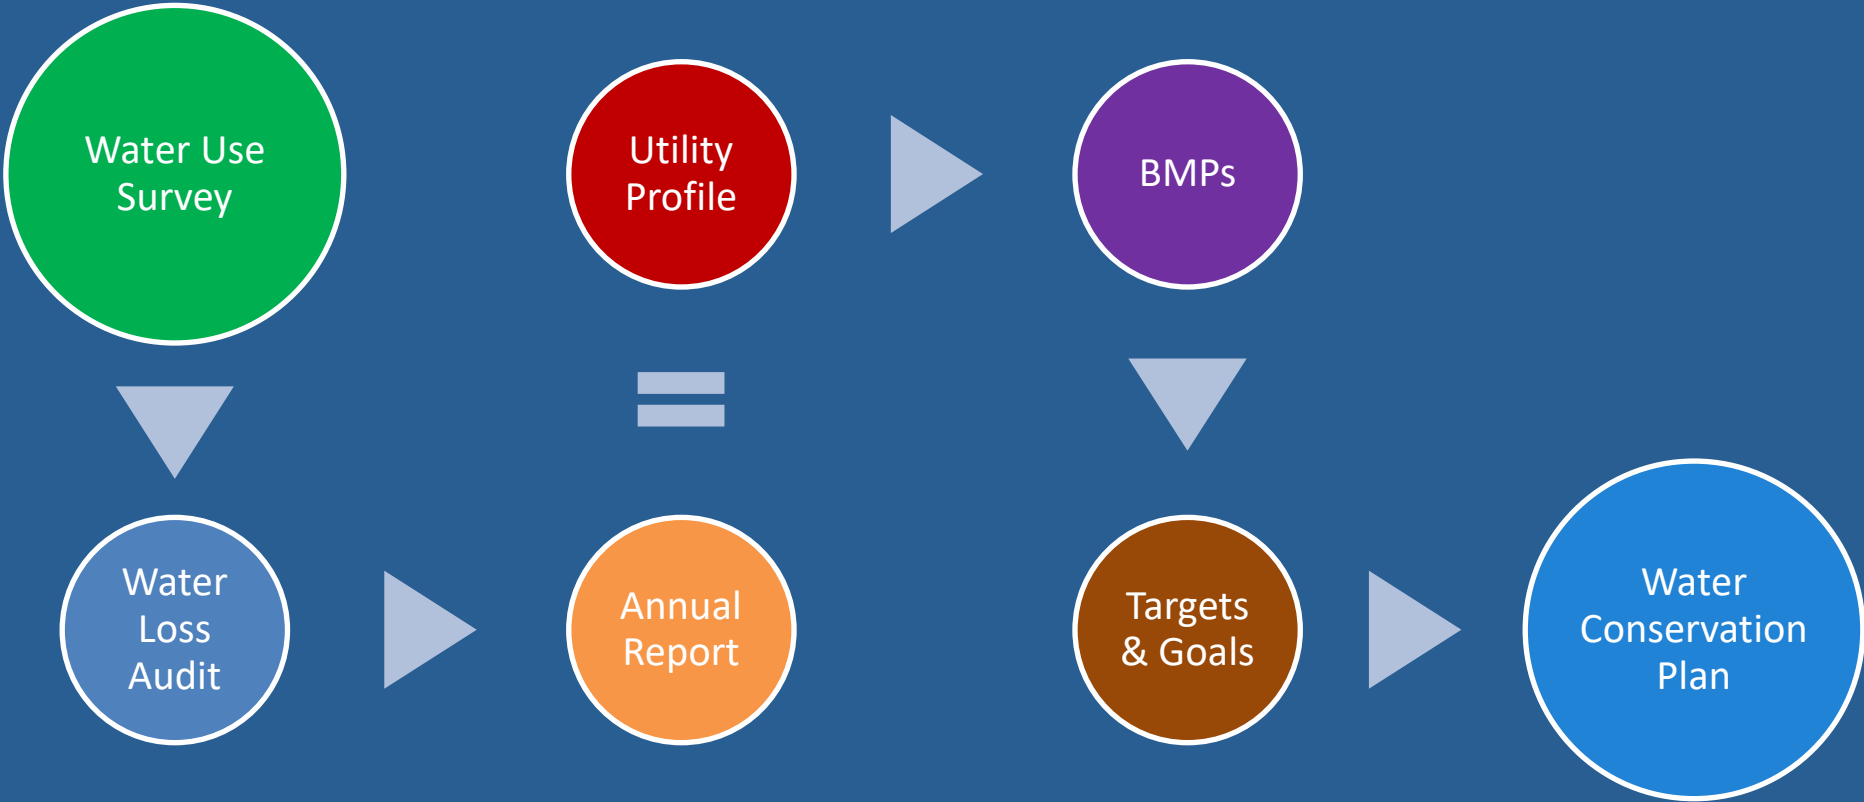 Water Use
Survey
Water
Loss
Audit
Annual
Report
=
Utility
Profile
BMPs
Targets
& Goals
Water
Conservation
Plan